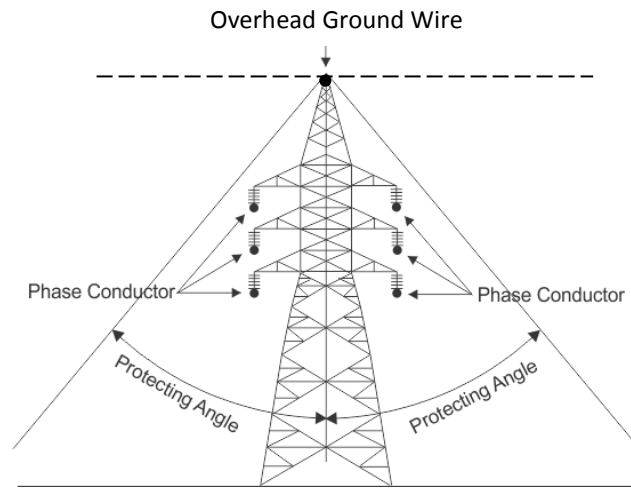 Overhead Ground Wire
Phase Conductor
Phase Conductor
Protecting Angle
Protecting Angle